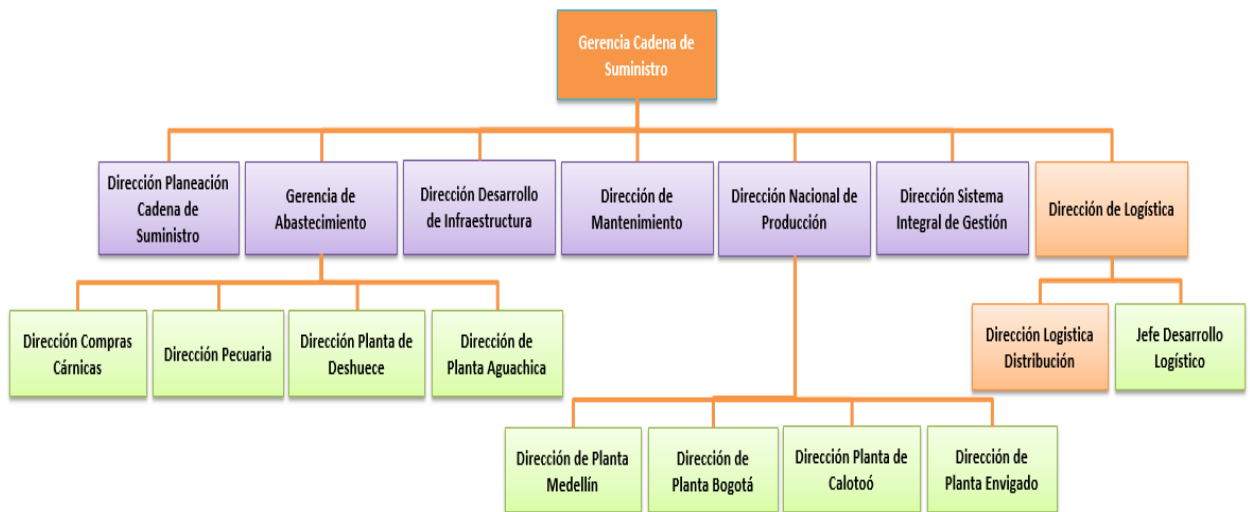 Gerencia Cadena de
Suministro
Dirección Planeación
Cadena de
Suministro
Gerencia de
Abastecimiento
Dirección Desarrollo
de Infraestructura
Dirección de
Mantenimiento
Dirección Nacional de
Producción
Dirección Sistema
Integral de Gestión
Dirección de Logística
Dirección Compras
Cárnicas
Dirección Pecuaria
Dirección Planta de
Deshuece
Dirección de
Planta Aguachica
Dirección Logistica
Distribución
Jefe Desarrollo
Logístico
Dirección de Planta
Medellín
Dirección de
Planta Bogotá
Dirección Planta de
Calotoó
Dirección de
Planta Envigado